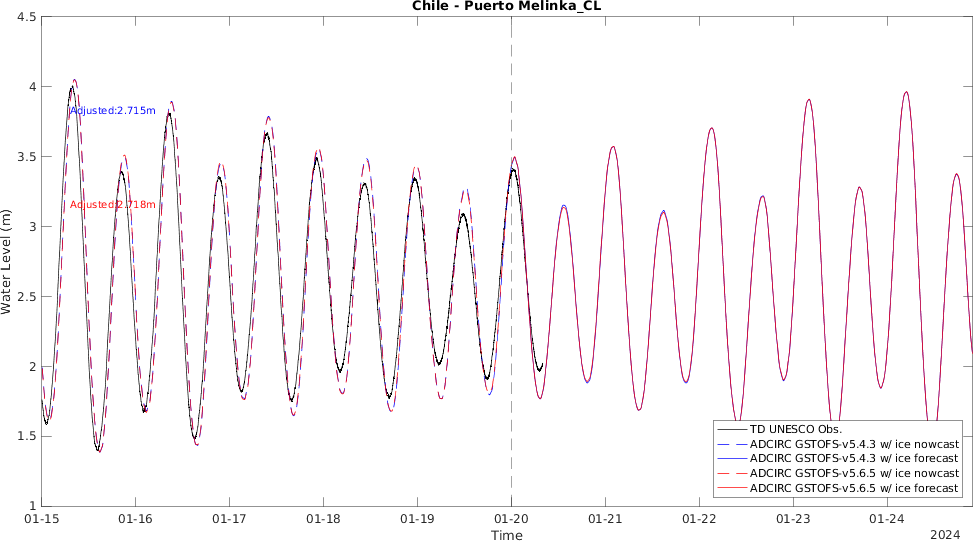 Chile - Puerto Melinka_CL
4.5
4
3.5
3
2.5
2
1.5
1
Water Level (m)
Adjusted:2.715m
Adjusted:2.718m
TD UNESCO Obs.
ADCIRC GSTOFS-v5.4.3 w/ ice nowcast
ADCIRC GSTOFS-v5.4.3 w/ ice forecast
ADCIRC GSTOFS-v5.6.5 w/ ice nowcast
ADCIRC GSTOFS-v5.6.5 w/ ice forecast
01-15 01-16 01-17 01-18 01-19 01-20 01-21 01-22 01-23 01-24
Time
2024